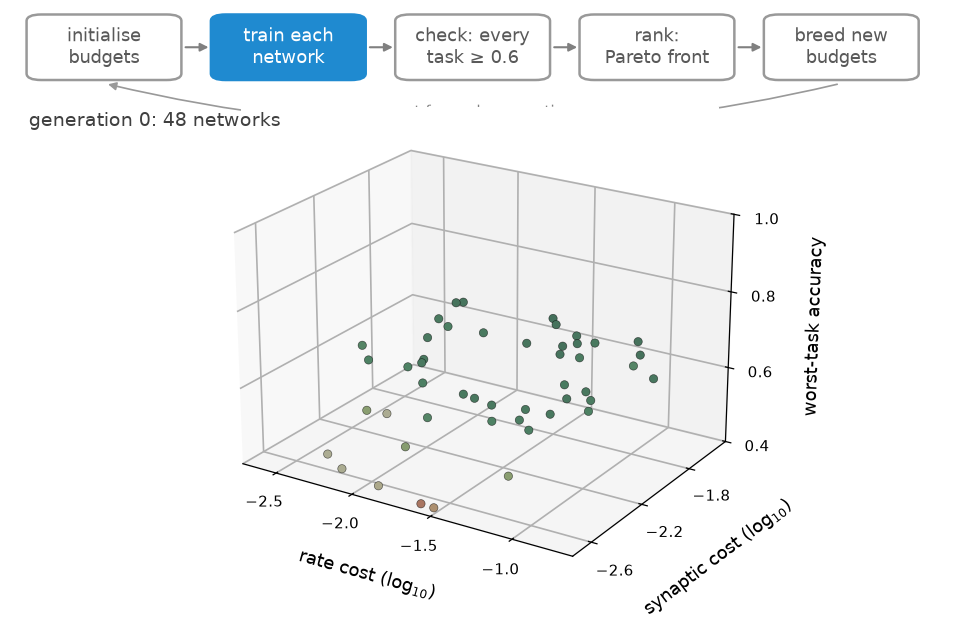 initialise
budgets
train each
network
check: every
task ≥ 0.6
rank:
Pareto front
breed new
budgets
generation 0: 48 networks
1.0
0.8
0.6
0.4
worst-task accuracy
−2.5
−2.0
−1.5
−1.0
rate cost (log₁₀)
−1.8
−2.2
−2.6
synaptic cost (log₁₀)